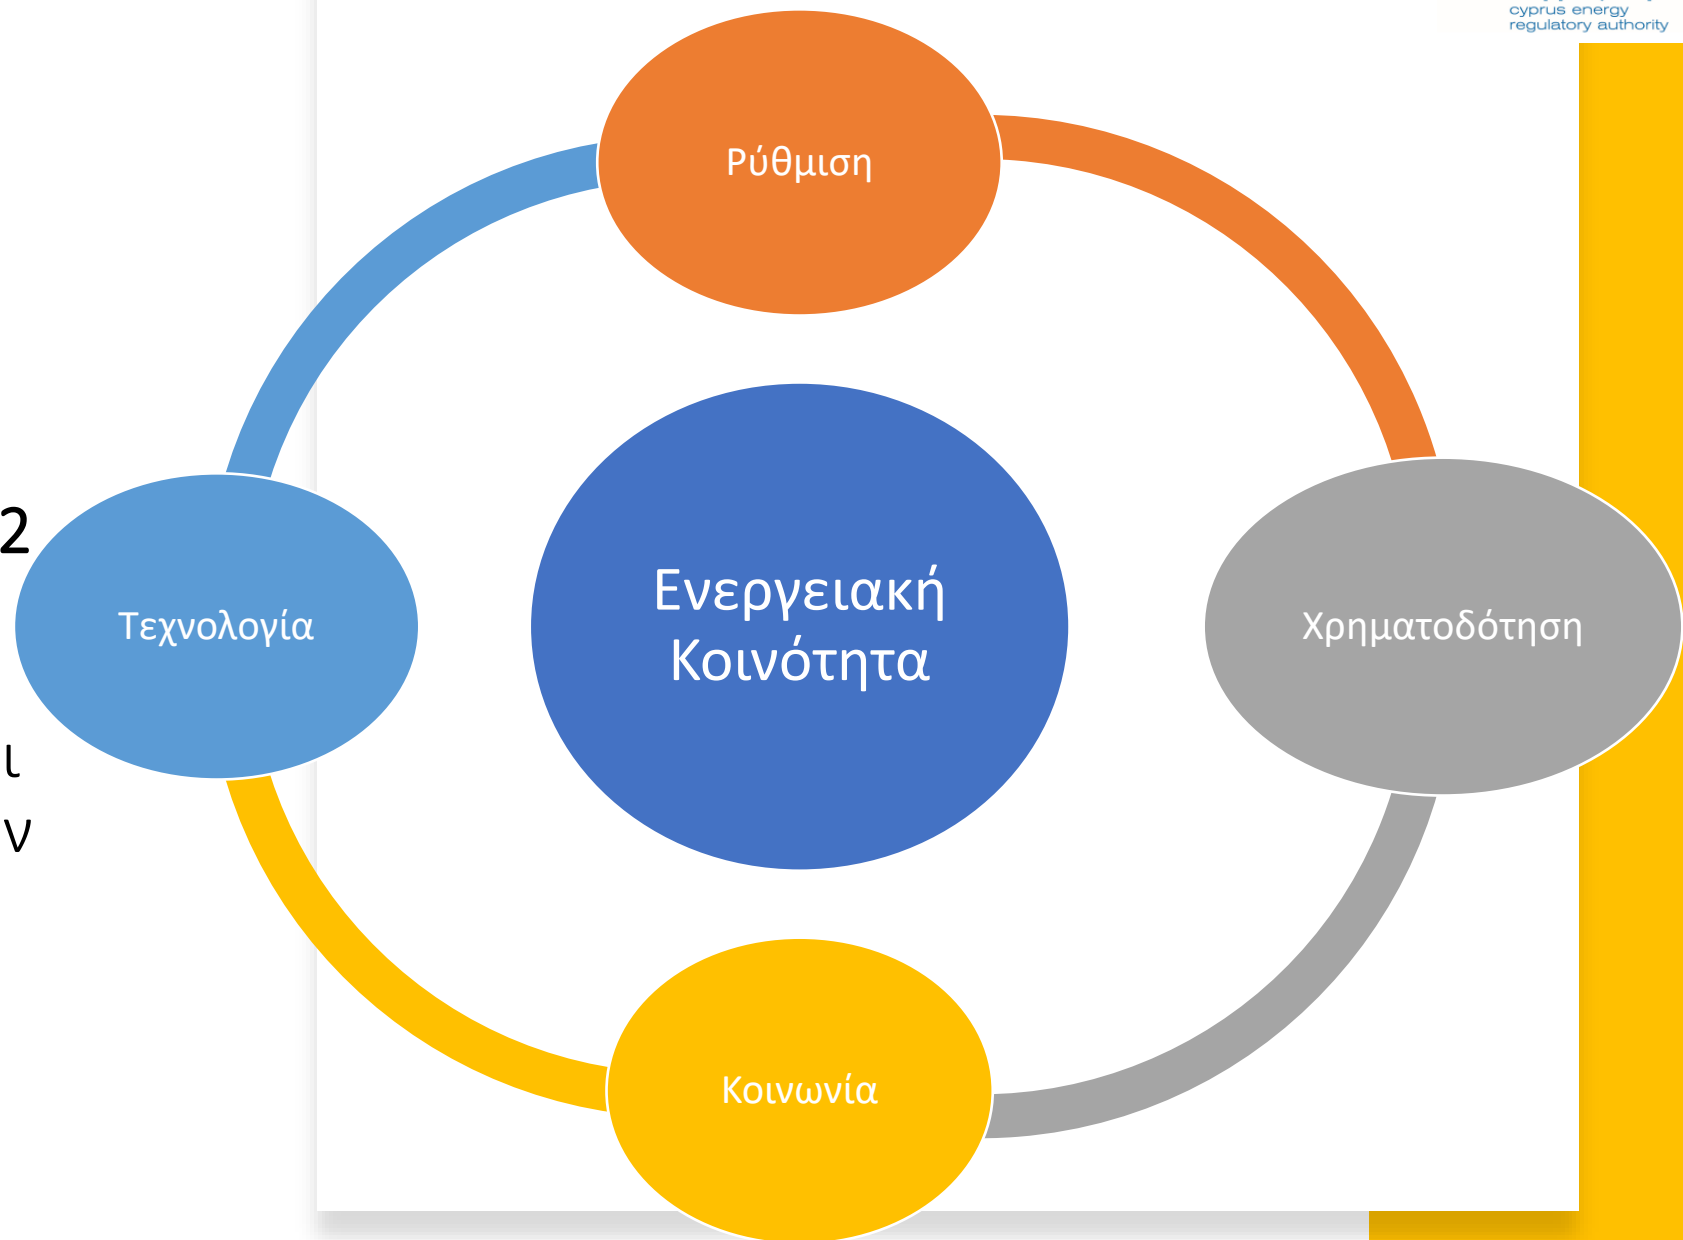 cyprus energy
regulatory authority
Ρύθμιση
2
Τεχνολογία
Ενεργειακή
Κοινότητα
Χρηματοδότηση
ι
ν
Κοινωνία